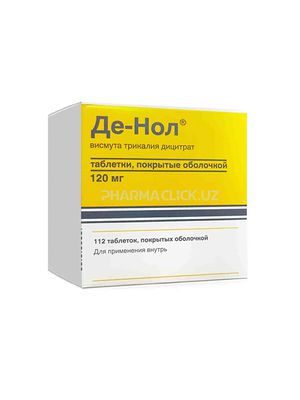 Де-Нол®
висмута трикалия дицитрат
таблетки, покрытые оболочкой
120 мг
PHARMACLICK.UZ
112 таблеток, покрытых оболочкой
Для применения внутрь